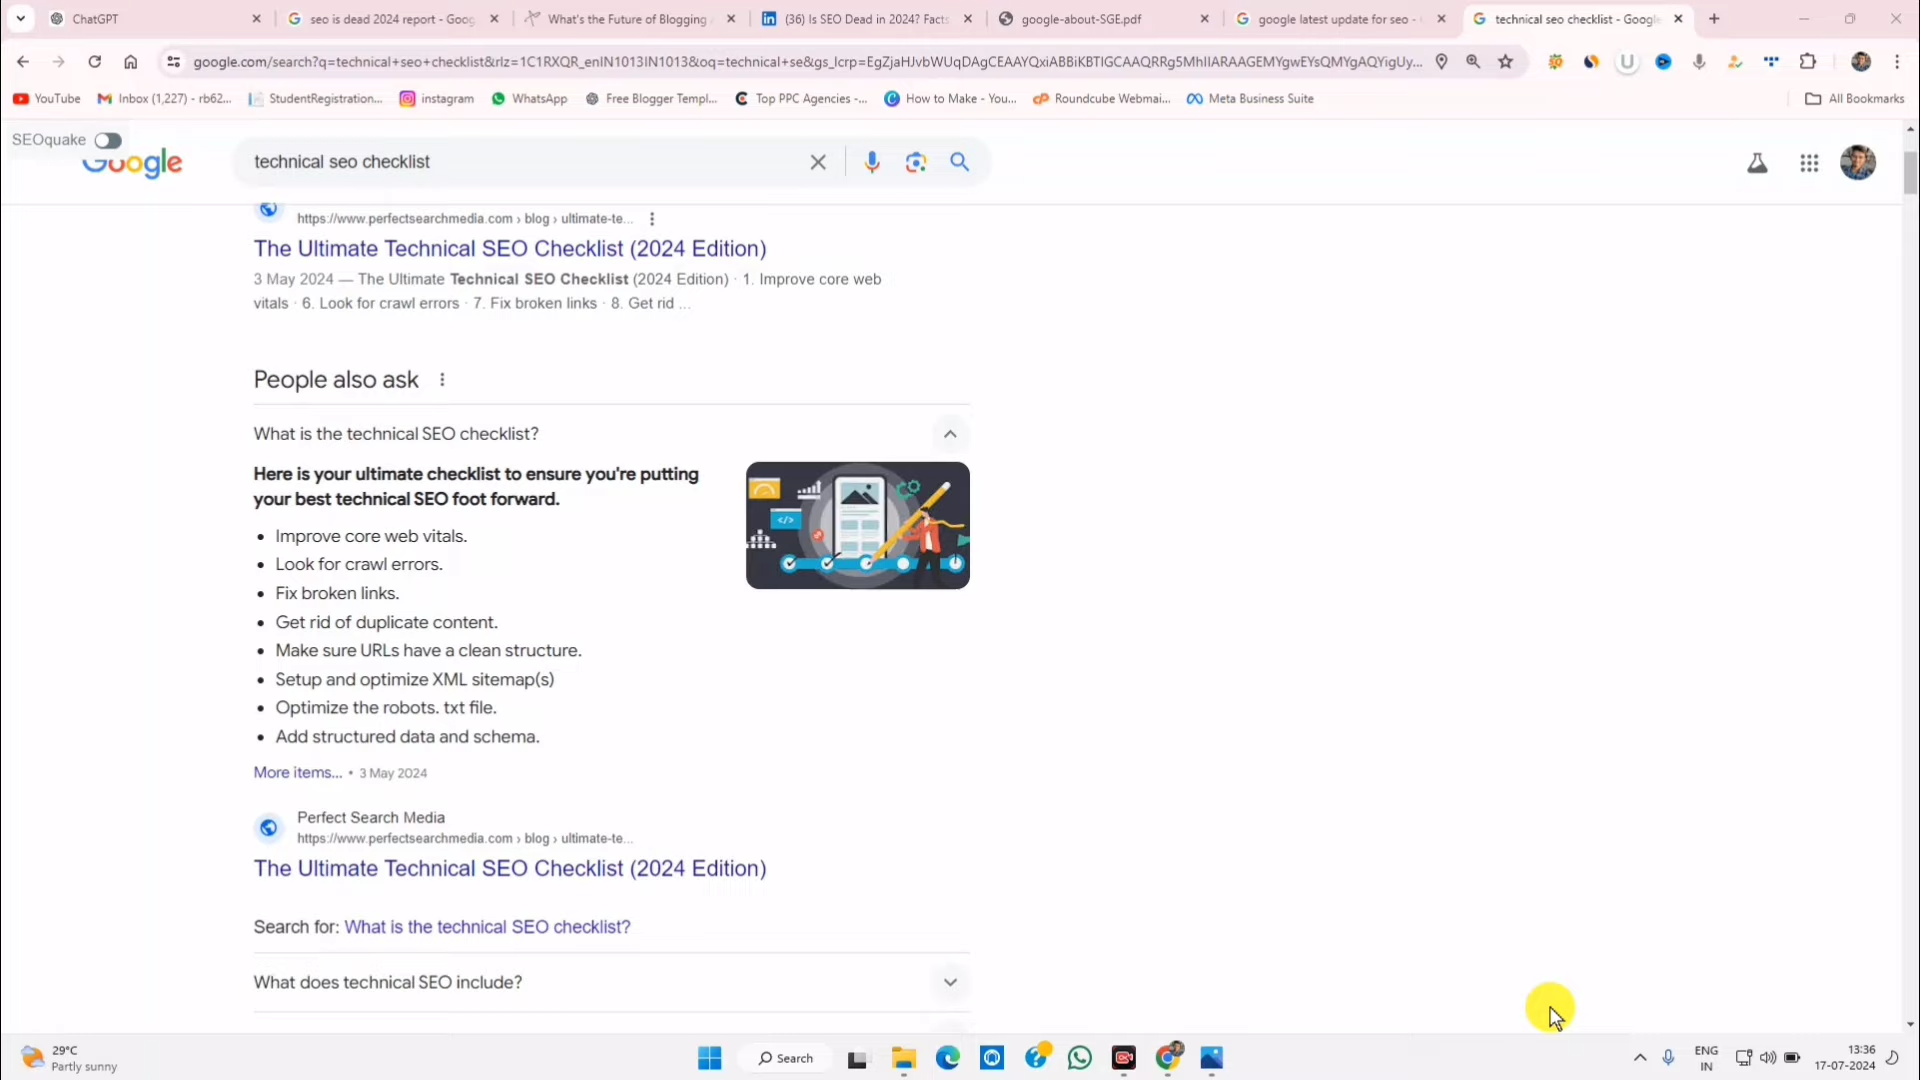 ChatGPT
seo is dead 2024 report - Goog
What's the Future of Blogging
(36) Is SEO Dead in 2024? Facts
google-about-SGE.pdf
google latest update for seo -
technical seo checklist - Google
google.com/search?q=technical+seo+checklist&rlz=1C1RXQR_enIN1013IN1013&oq=technical+se&gs_lcrp=EgZjaHJvbWUqDAgCEAAYQxiABBiKBTIGCAAQRRg5MhIIARAAGEMYgwEYsQMYgAQYigUy...
YouTube
Inbox (1,227) - rb62...
StudentRegistration...
instagram
WhatsApp
Free Blogger Templ...
Top PPC Agencies -...
How to Make - You...
Roundcube Webmai...
Meta Business Suite
All Bookmarks
SEOquake
Google
technical seo checklist
https://www.perfectsearchmedia.com › blog › ultimate-te...
The Ultimate Technical SEO Checklist (2024 Edition)
3 May 2024 — The Ultimate Technical SEO Checklist (2024 Edition) · 1. Improve core web
vitals · 6. Look for crawl errors · 7. Fix broken links · 8. Get rid ...
People also ask
What is the technical SEO checklist?
Here is your ultimate checklist to ensure you're putting
your best technical SEO foot forward.
• Improve core web vitals.
• Look for crawl errors.
• Fix broken links.
• Get rid of duplicate content.
• Make sure URLs have a clean structure.
• Setup and optimize XML sitemap(s)
• Optimize the robots. txt file.
• Add structured data and schema.
More items... • 3 May 2024
Perfect Search Media
https://www.perfectsearchmedia.com › blog › ultimate-te...
The Ultimate Technical SEO Checklist (2024 Edition)
Search for: What is the technical SEO checklist?
What does technical SEO include?
29°C
Partly sunny
Search
ENG
IN
13:36
17-07-2024